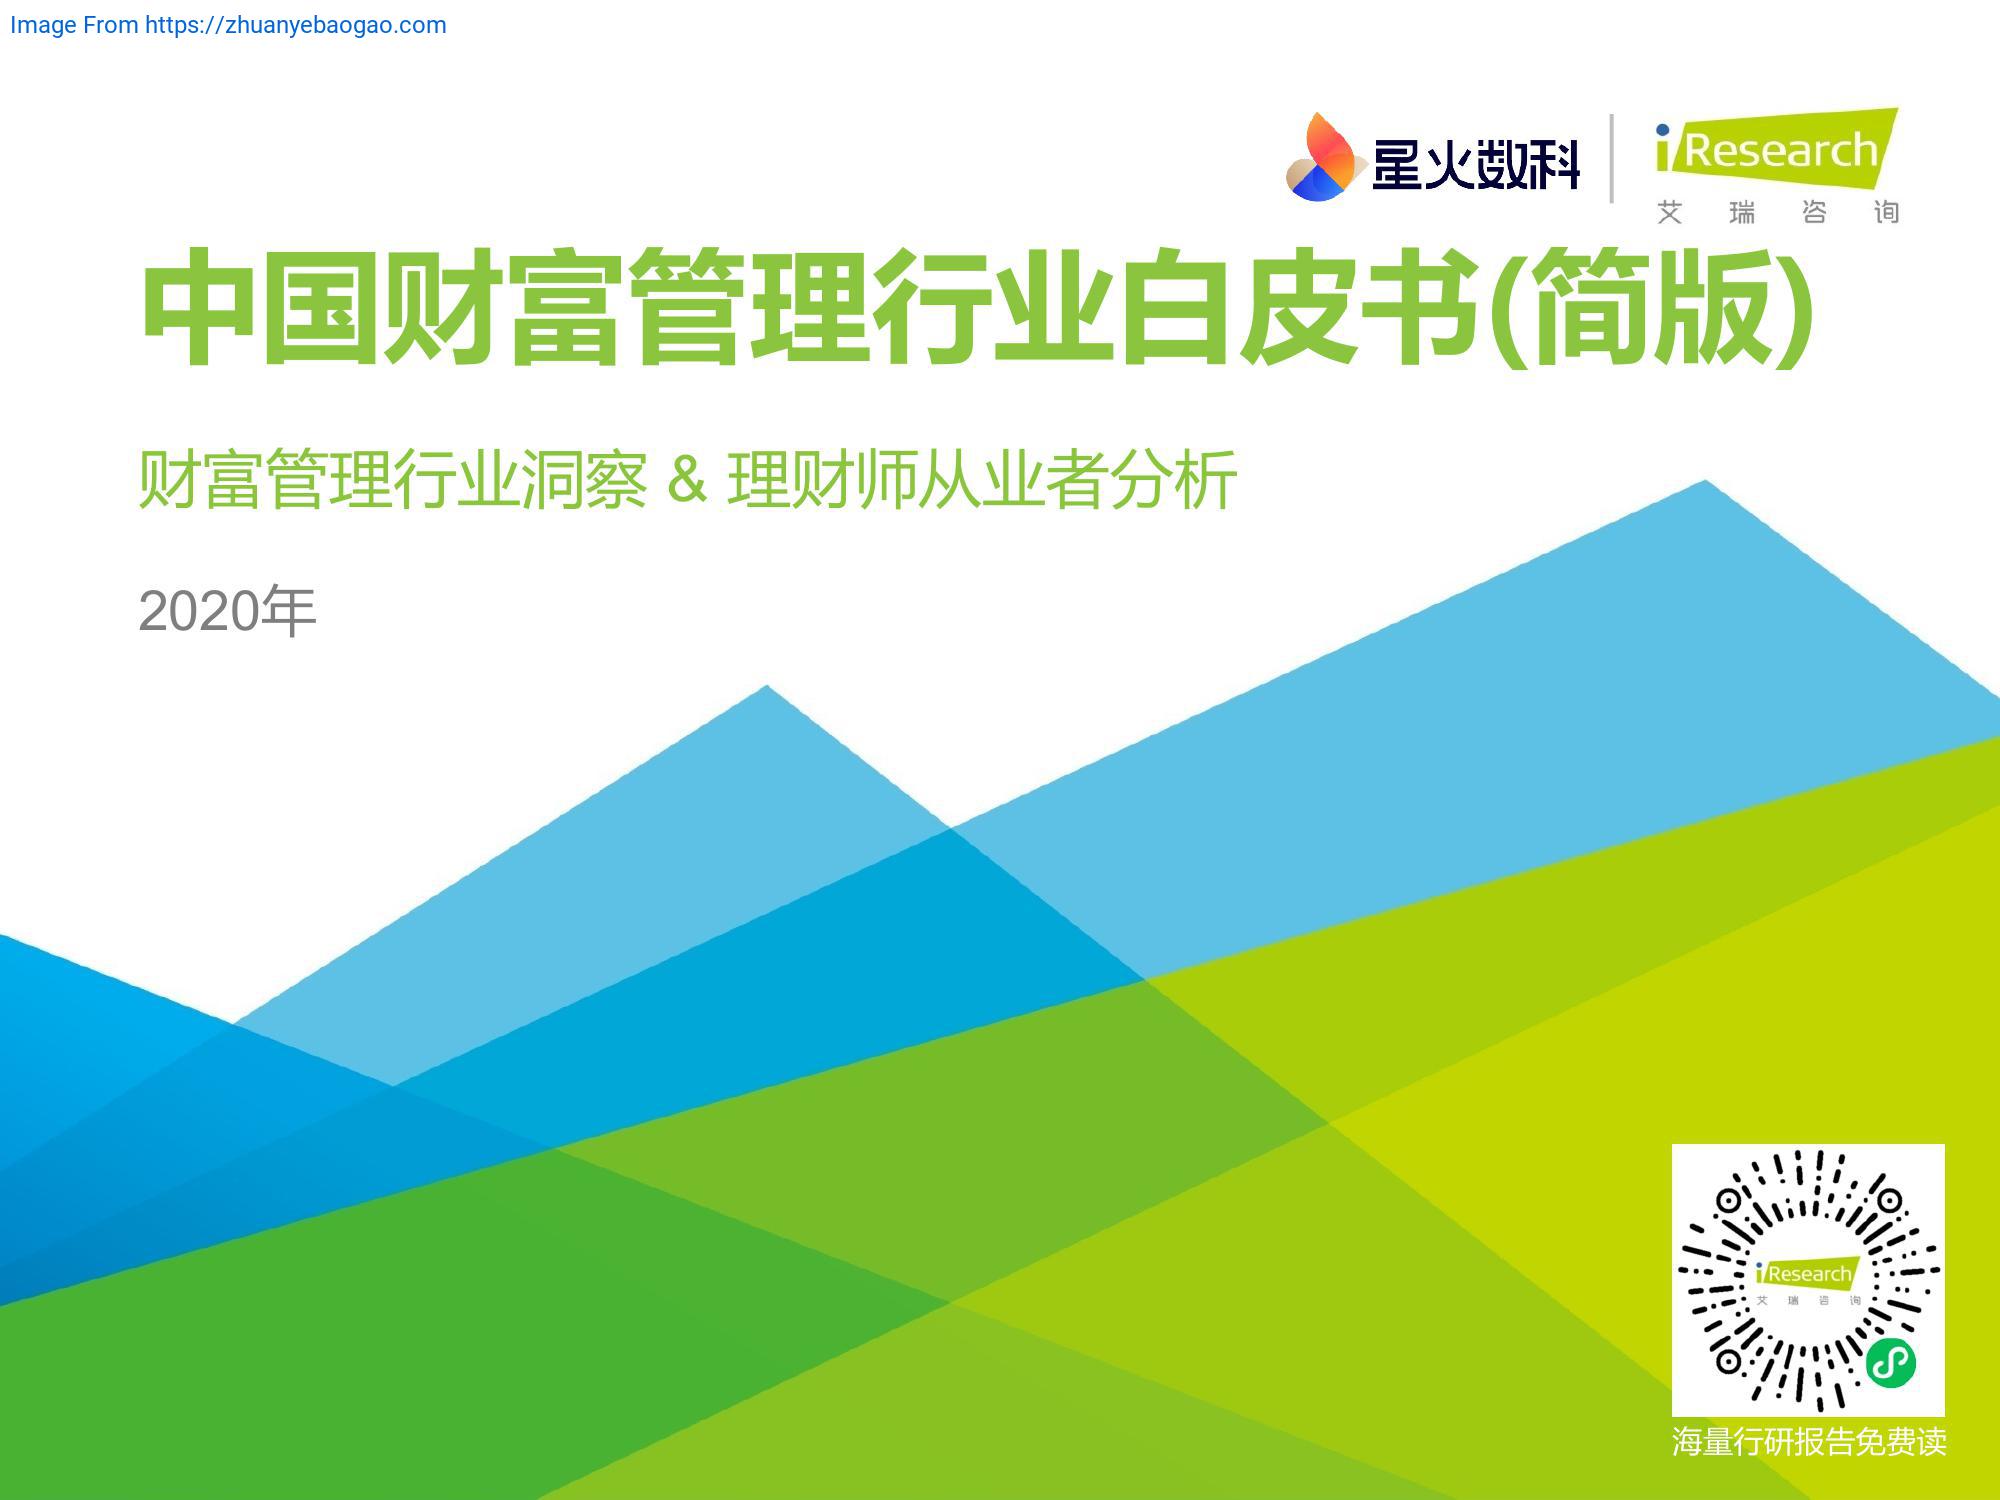 Image From https://zhuanyebaogao.com
星火数科
iResearch
艾瑞咨询
中国财富管理行业白皮书(简版)
财富管理行业洞察 & 理财师从业者分析
2020年
iResearch
艾瑞咨询
海量行研报告免费读